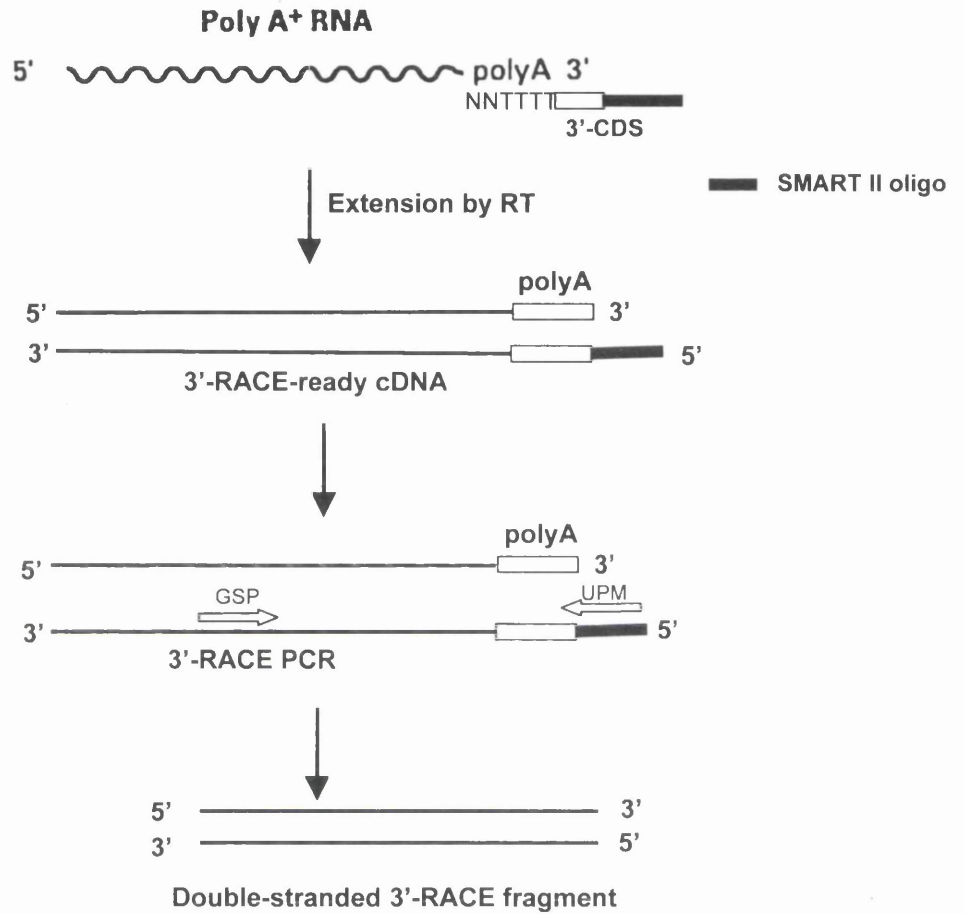 Poly A+ RNA
5' polyA 3'
NNTTTT
3'-CDS
SMART II oligo
Extension by RT
polyA
5' 3'
3' 5'
3'-RACE-ready cDNA
polyA
5' 3'
GSP UPM
3' 5'
3'-RACE PCR
5' 3'
3' 5'
Double-stranded 3'-RACE fragment